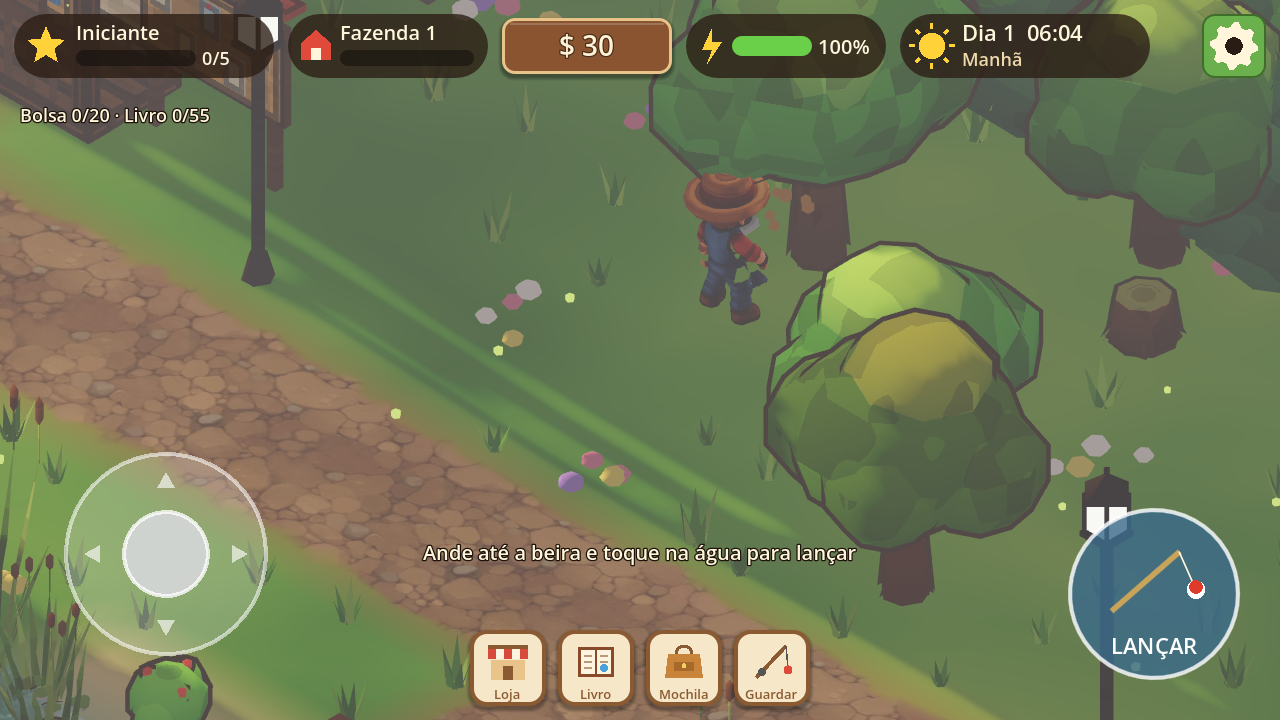 Iniciante
0/5
Fazenda 1
$ 30
100%
Dia 1 06:04
Manhã
Bolsa 0/20 · Livro 0/55
Ande até a beira e toque na água para lançar
LANÇAR
Loja
Livro
Mochila
Guardar